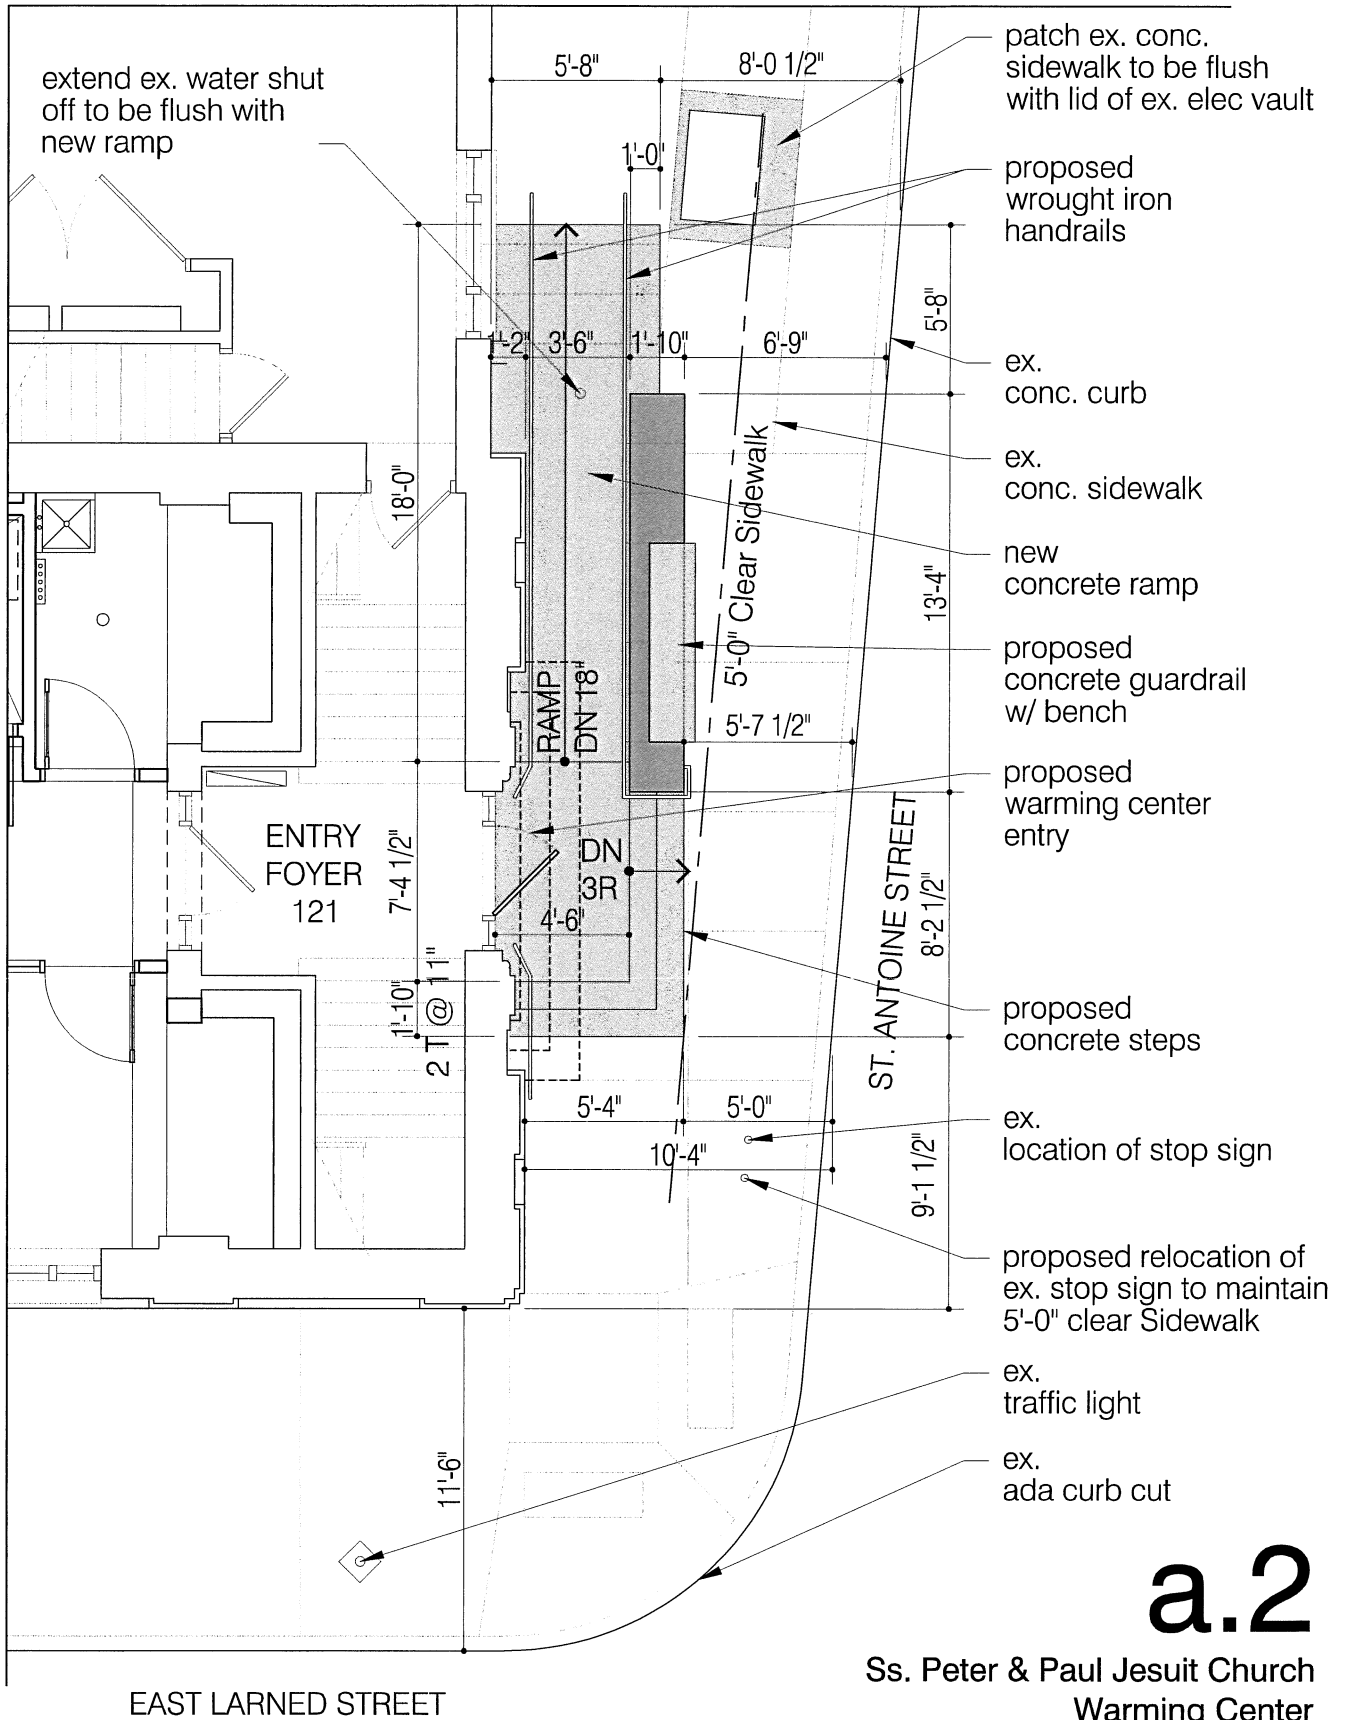 extend ex. water shut
off to be flush with
new ramp
5'-8"
8'-0 1/2"
patch ex. conc.
sidewalk to be flush
with lid of ex. elec vault
1'-0"
proposed
wrought iron
handrails
5'-8"
1'-2"
3'-6"
1'-10"
6'-9"
ex.
conc. curb
ex.
conc. sidewalk
18'-0"
5'-0" Clear Sidewalk
new
concrete ramp
13'-4"
proposed
concrete guardrail
w/ bench
RAMP
DN 18"
5'-7 1/2"
proposed
warming center
entry
ENTRY
FOYER
121
7'-4 1/2"
DN
3R
4'-6"
ST. ANTOINE STREET
8'-2 1/2"
1'-10"
2 T @ 11"
proposed
concrete steps
5'-4"
5'-0"
10'-4"
ex.
location of stop sign
9'-1 1/2"
proposed relocation of
ex. stop sign to maintain
5'-0" clear Sidewalk
ex.
traffic light
11'-6"
ex.
ada curb cut
a.2
Ss. Peter & Paul Jesuit Church
Warming Center
EAST LARNED STREET